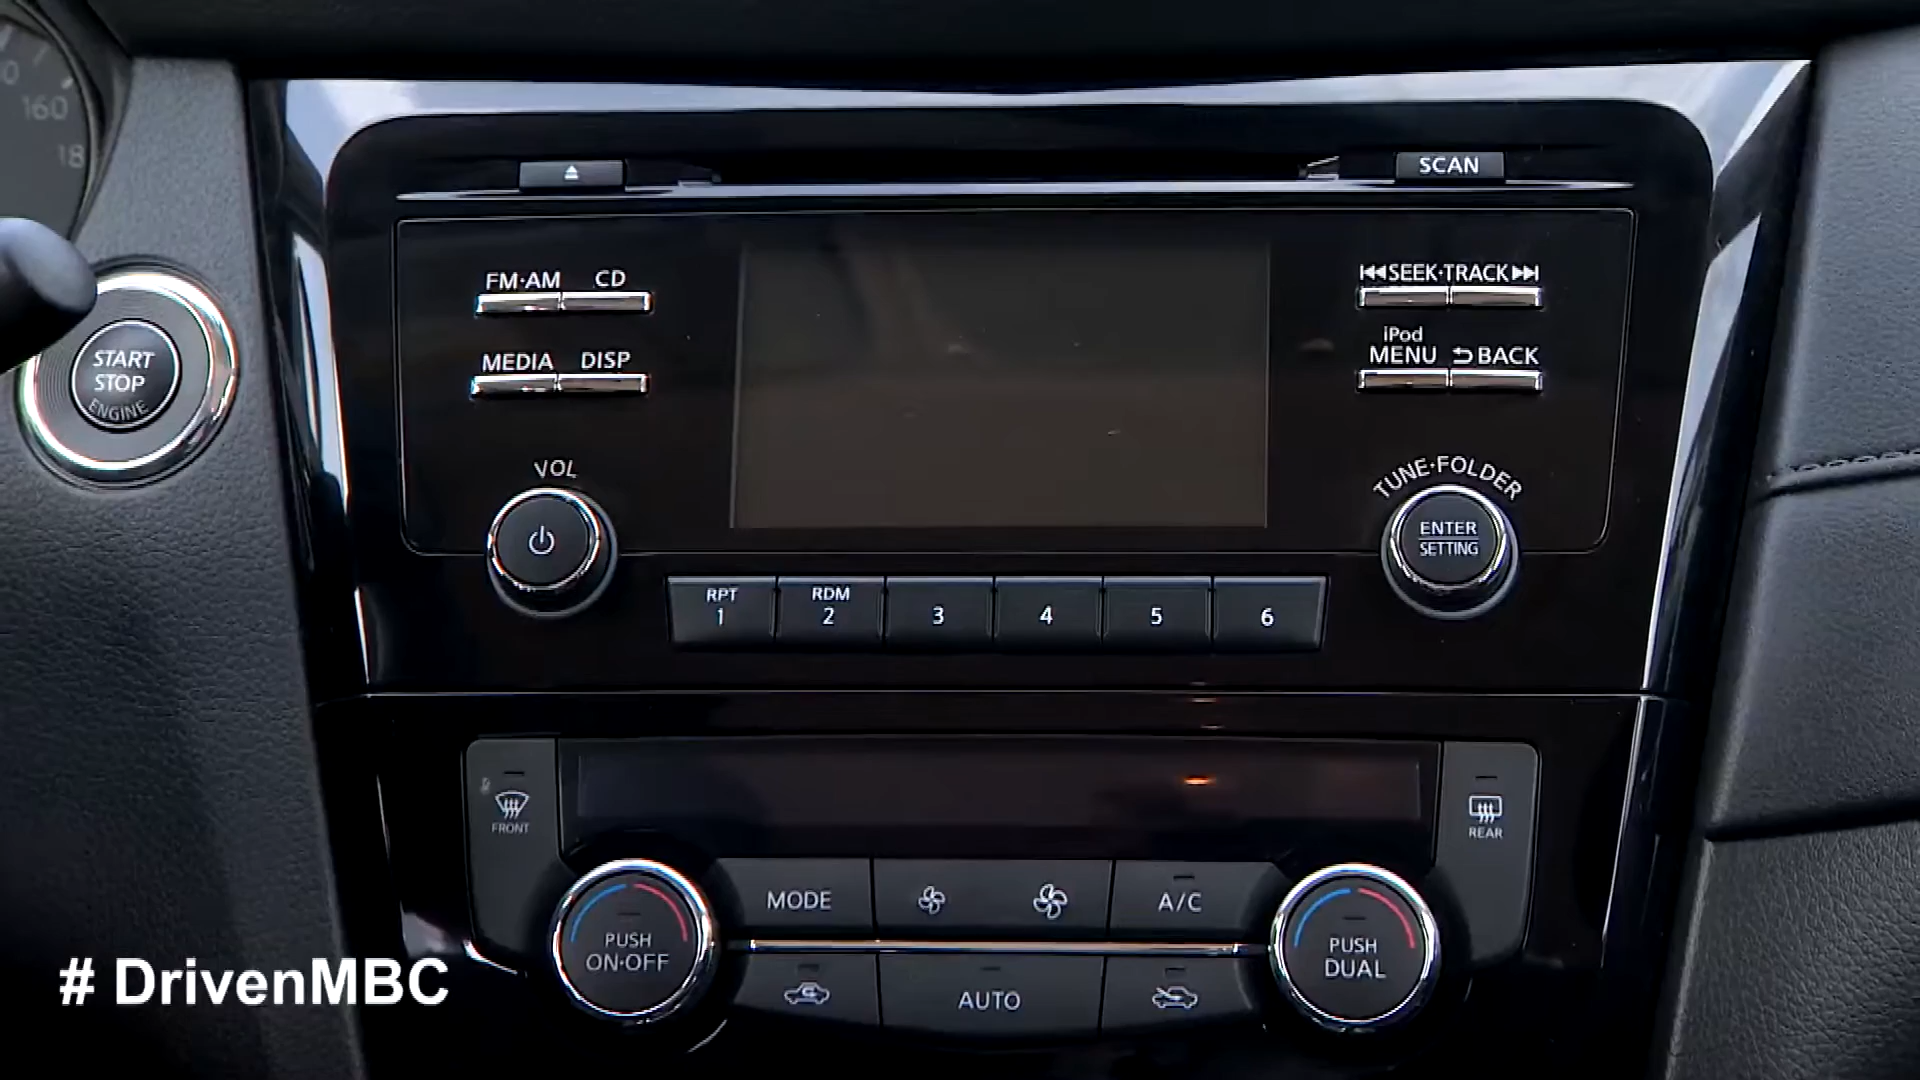 160
18
SCAN
FM·AM CD
SEEK·TRACK
MEDIA DISP
iPod
MENU BACK
START
STOP
ENGINE
VOL
TUNE·FOLDER
ENTER
SETTING
RPT
1
RDM
2
3
4
5
6
FRONT
REAR
MODE
A/C
PUSH
ON·OFF
PUSH
DUAL
AUTO
# DrivenMBC